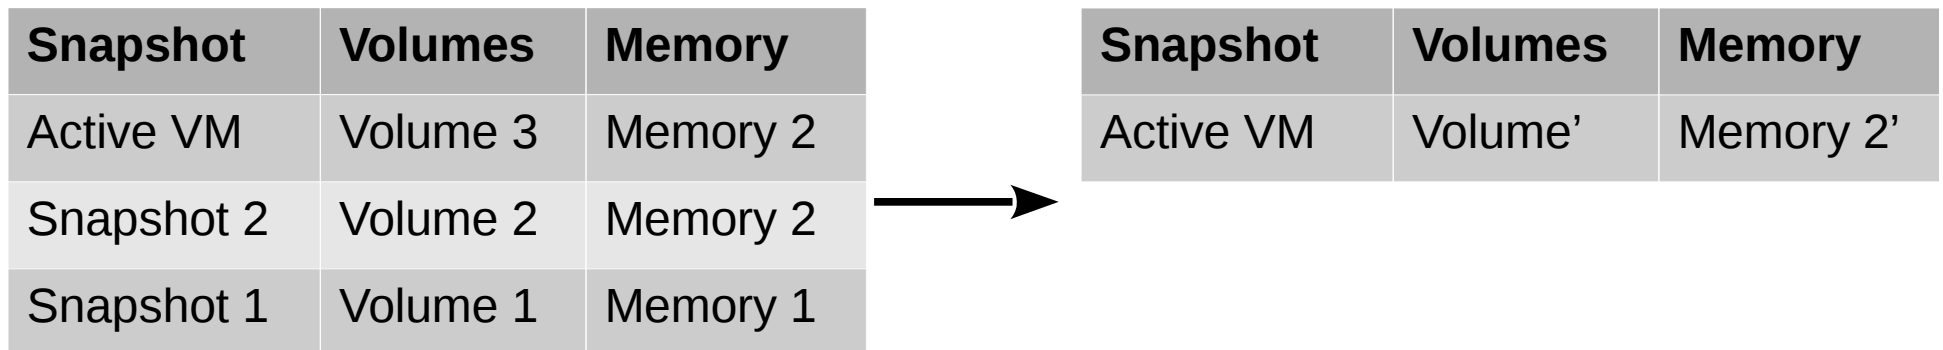 Snapshot Volumes Memory
Active VM Volume 3 Memory 2
Snapshot 2 Volume 2 Memory 2
Snapshot 1 Volume 1 Memory 1
Snapshot Volumes Memory
Active VM Volume’ Memory 2’